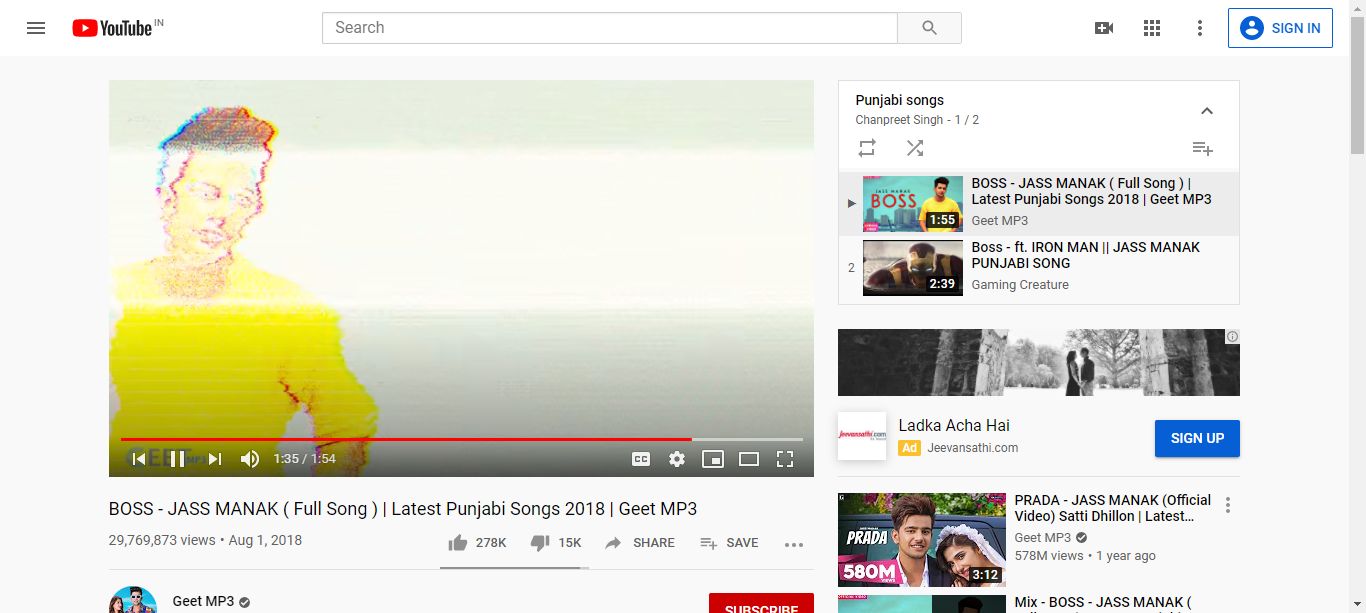 YouTube IN
Search
SIGN IN
1:35 / 1:54
CC
BOSS - JASS MANAK ( Full Song ) | Latest Punjabi Songs 2018 | Geet MP3
29,769,873 views • Aug 1, 2018
278K
15K
SHARE
SAVE
Geet MP3
SUBSCRIBE
Punjabi songs
Chanpreet Singh - 1 / 2
JASS MANAK
BOSS
1:55
BOSS - JASS MANAK ( Full Song ) |
Latest Punjabi Songs 2018 | Geet MP3
Geet MP3
2
2:39
Boss - ft. IRON MAN || JASS MANAK
PUNJABI SONG
Gaming Creature
Jeevansathi.com
Ladka Acha Hai
Ad Jeevansathi.com
SIGN UP
PRADA
580M
VIEWS
3:12
PRADA - JASS MANAK (Official
Video) Satti Dhillon | Latest...
Geet MP3
578M views • 1 year ago
Mix - BOSS - JASS MANAK (